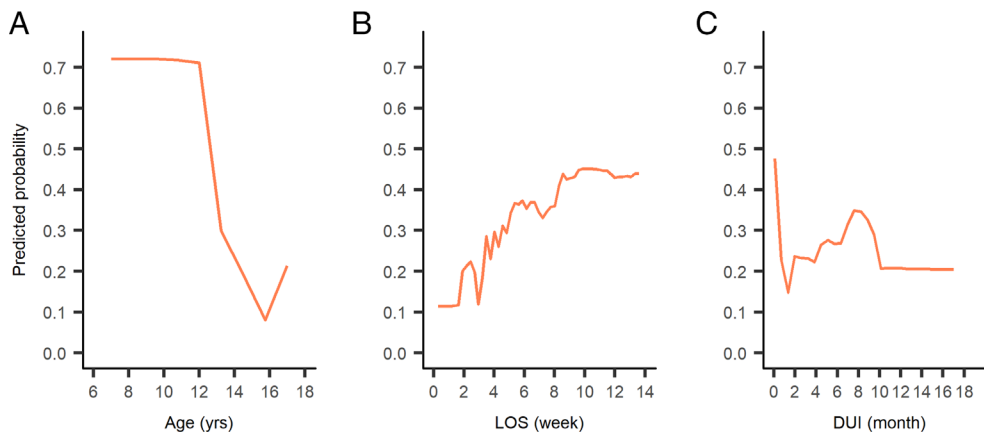 A
B
C
Predicted probability
0.7
0.6
0.5
0.4
0.3
0.2
0.1
0.0
6 8 10 12 14 16 18
Age (yrs)
0.7
0.6
0.5
0.4
0.3
0.2
0.1
0.0
0 2 4 6 8 10 12 14
LOS (week)
0.7
0.6
0.5
0.4
0.3
0.2
0.1
0.0
0 2 4 6 8 10 12 14 16 18
DUI (month)